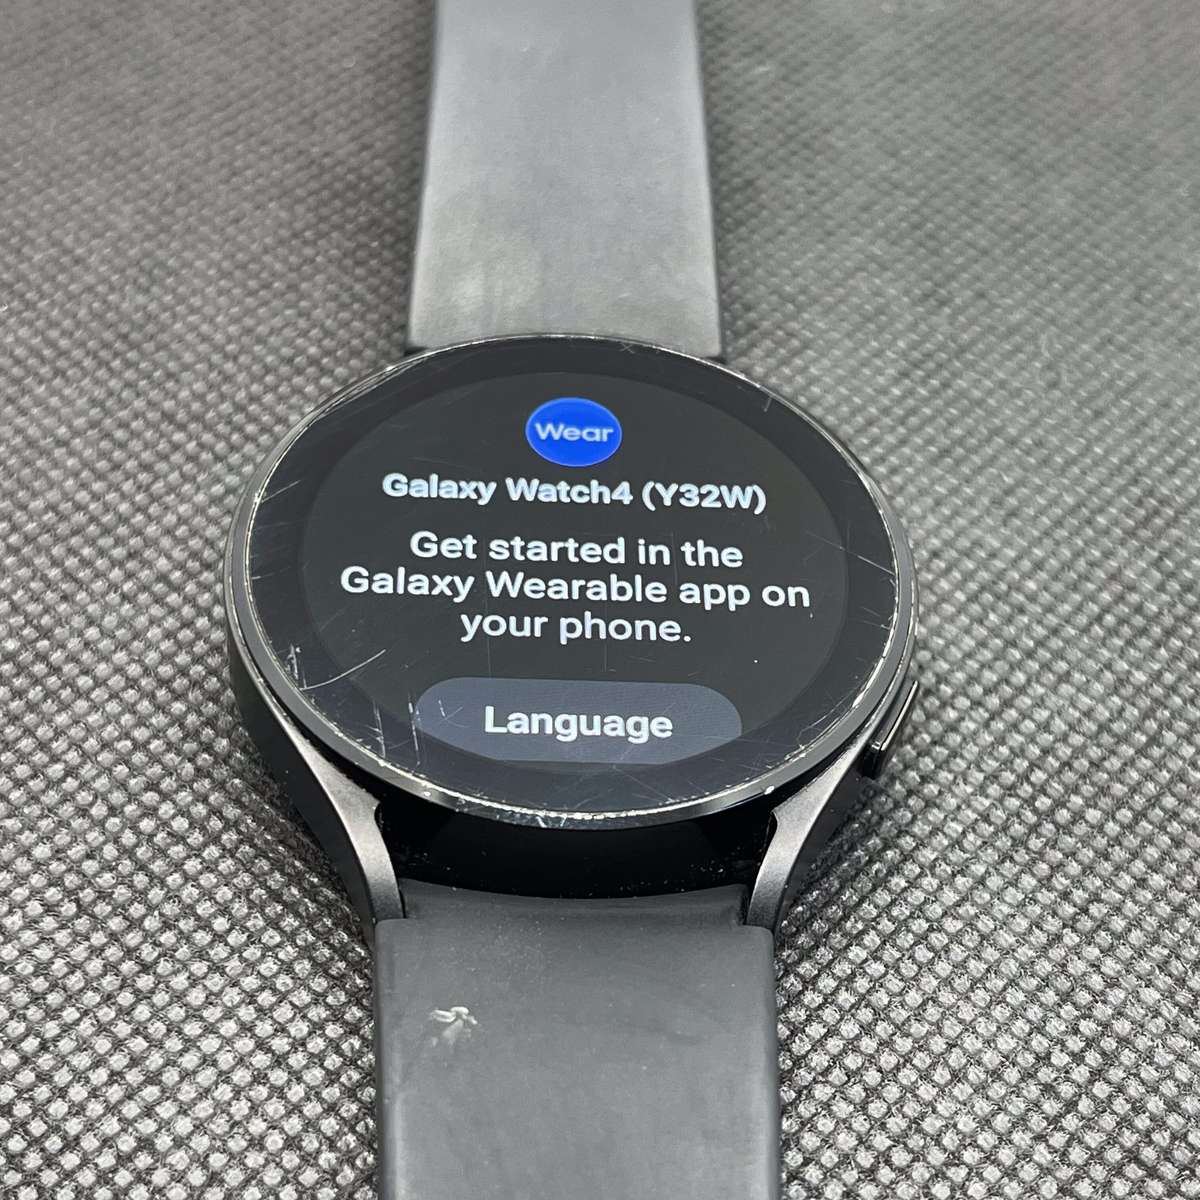 Wear
Galaxy Watch4 (Y32W)
Get started in the
Galaxy Wearable app on
your phone.
Language